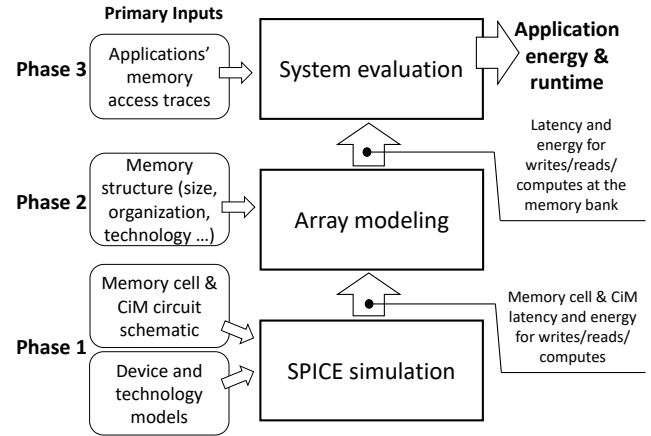 Primary Inputs
Phase 3
Applications'
memory
access traces
System evaluation
Application
energy &
runtime
Latency and
energy for
writes/reads/
computes at the
memory bank
Phase 2
Memory
structure (size,
organization,
technology ...)
Array modeling
Memory cell &
CiM circuit
schematic
Phase 1
Device and
technology
models
SPICE simulation
Memory cell & CiM
latency and energy
for writes/reads/
computes